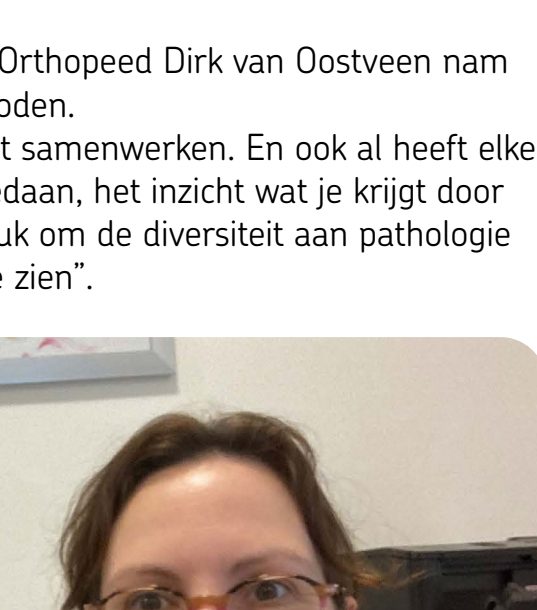 Orthopeed Dirk van Oostveen nam
oden.
t samenwerken. En ook al heeft elke
edaan, het inzicht wat je krijgt door
uk om de diversiteit aan pathologie
e zien”.